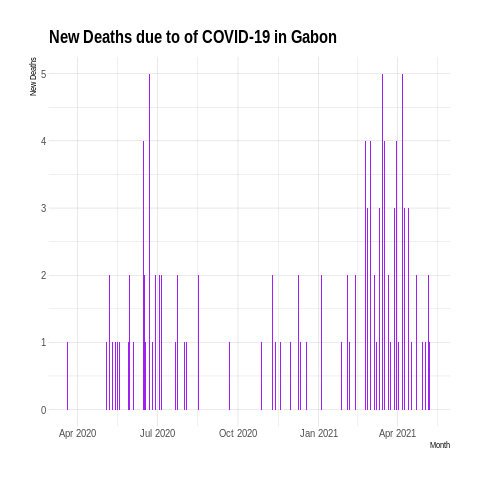 New Deaths due to of COVID-19 in Gabon
New Deaths
5
4
3
2
1
0
Apr 2020 Jul 2020 Oct 2020 Jan 2021 Apr 2021
Month